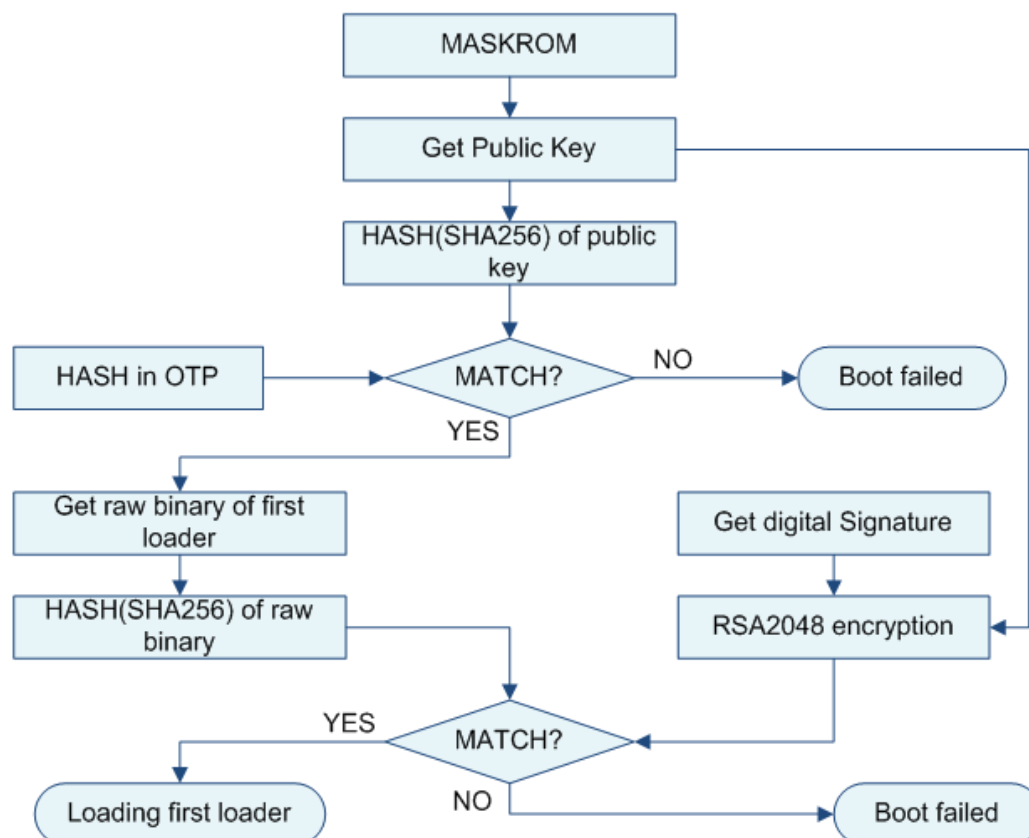 MASKROM
Get Public Key
HASH(SHA256) of public
key
HASH in OTP
MATCH?
NO
Boot failed
YES
Get raw binary of first
loader
Get digital Signature
HASH(SHA256) of raw
binary
RSA2048 encryption
YES
MATCH?
Loading first loader
NO
Boot failed